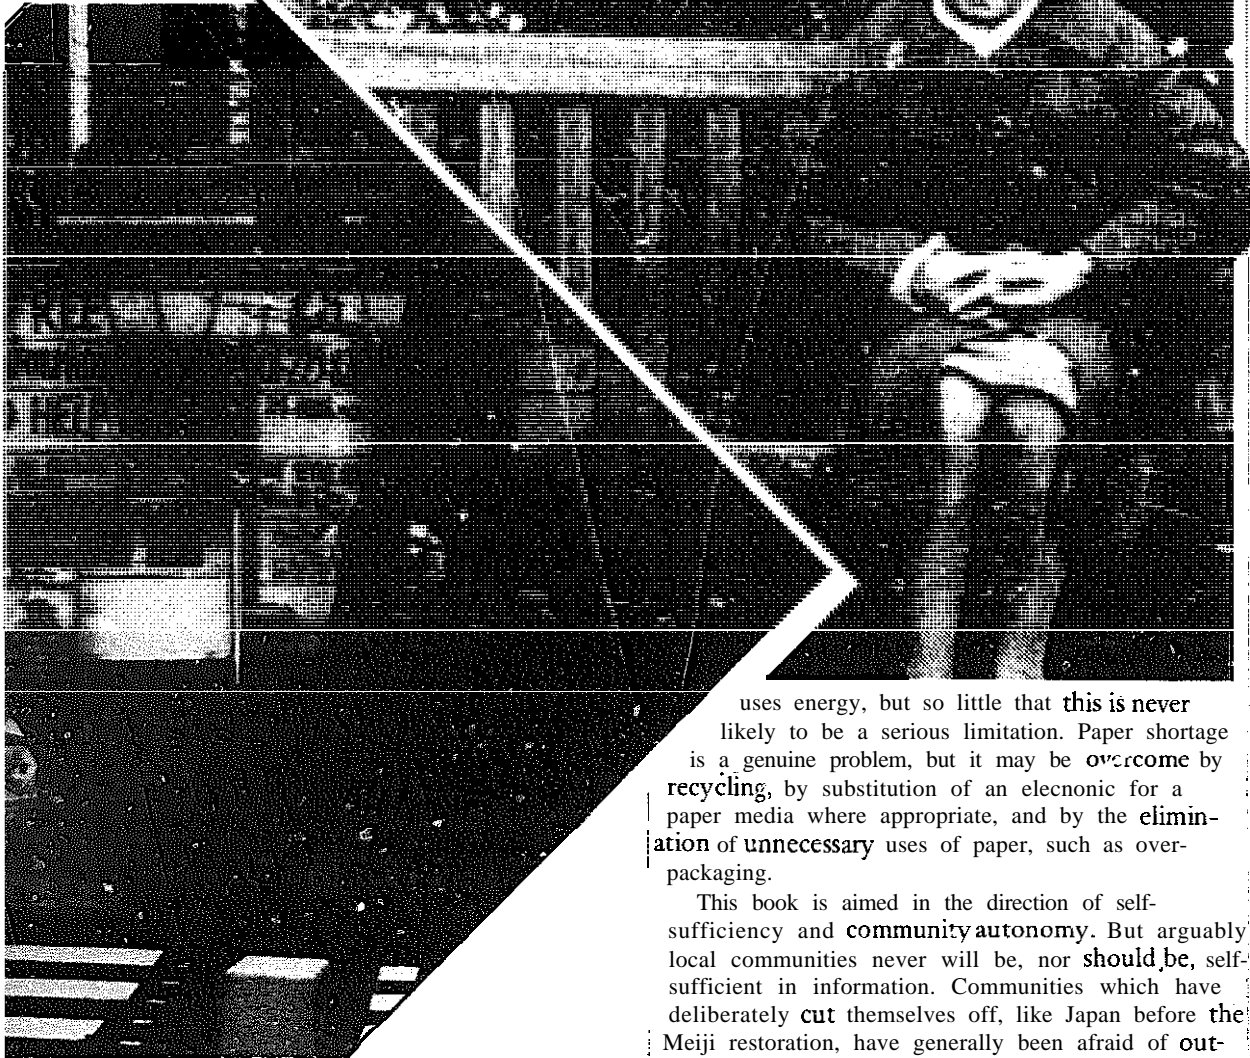 uses energy, but so little that this is never
likely to be a serious limitation. Paper shortage
is a genuine problem, but it may be overcome by
recycling, by substitution of an elecnonic for a
paper media where appropriate, and by the elimin-
ation of unnecessary uses of paper, such as over-
packaging.
This book is aimed in the direction of self-
sufficiency and community autonomy. But arguably
local communities never will be, nor should be, self-
sufficient in information. Communities which have
deliberately cut themselves off, like Japan before the
Meiji restoration, have generally been afraid of out-